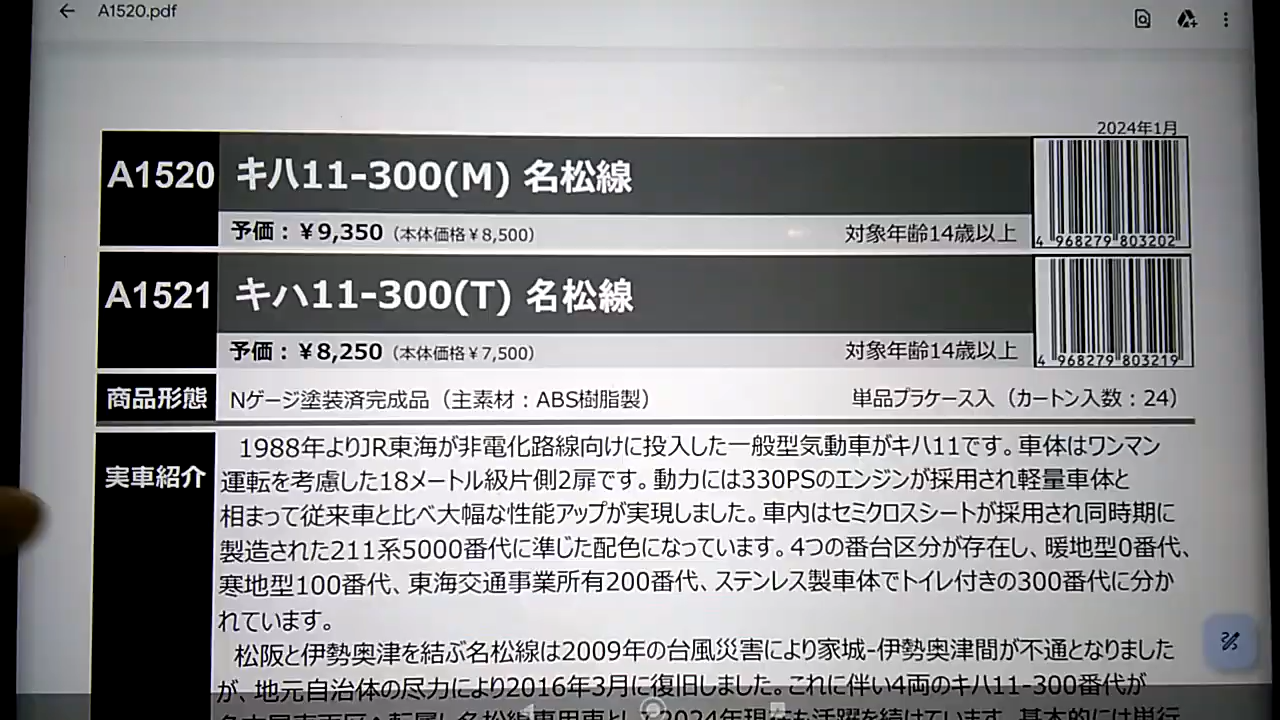 A1520.pdf
2024年1月
A1520 キハ11-300(M) 名松線
予価：￥9,350（本体価格￥8,500） 対象年齢14歳以上
4 968279 803202
A1521 キハ11-300(T) 名松線
予価：￥8,250（本体価格￥7,500） 対象年齢14歳以上
4 968279 803219
商品形態 Nゲージ塗装済完成品（主素材：ABS樹脂製） 単品プラケース入（カートン入数：24）
実車紹介
1988年よりJR東海が非電化路線向けに投入した一般型気動車がキハ11です。車体はワンマン
運転を考慮した18メートル級片側2扉です。動力には330PSのエンジンが採用され軽量車体と
相まって従来車と比べ大幅な性能アップが実現しました。車内はセミクロスシートが採用され同時期に
製造された211系5000番代に準じた配色になっています。4つの番台区分が存在し、暖地型0番代、
寒地型100番代、東海交通事業所有200番代、ステンレス製車体でトイレ付きの300番代に分か
れています。
松阪と伊勢奥津を結ぶ名松線は2009年の台風災害により家城-伊勢奥津間が不通となりました
が、地元自治体の尽力により2016年3月に復旧しました。これに伴い4両のキハ11-300番代が